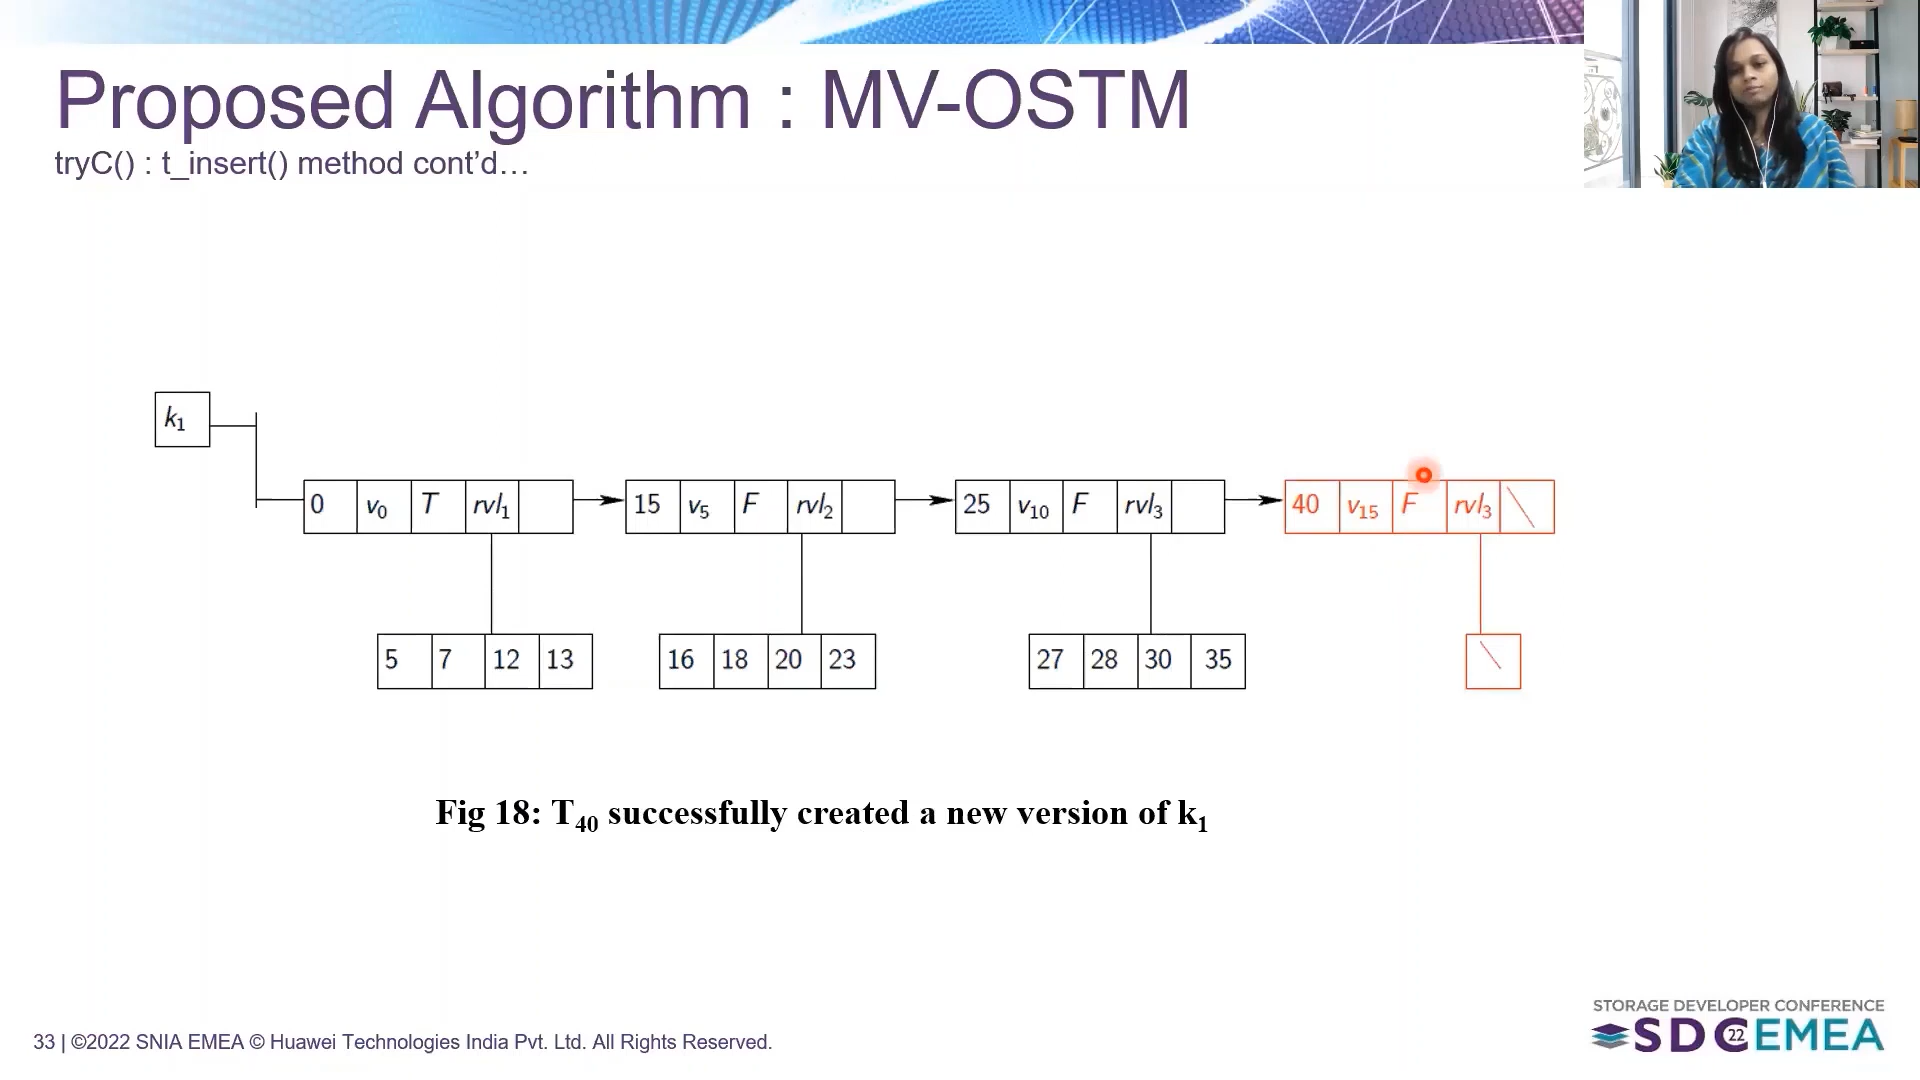 Proposed Algorithm : MV-OSTM
tryC() : t_insert() method cont’d…
k1
0 v0 T rvl1
15 v5 F rvl2
25 v10 F rvl3
40 v15 F rvl3
5 7 12 13
16 18 20 23
27 28 30 35
Fig 18: T40 successfully created a new version of k1
STORAGE DEVELOPER CONFERENCE
SDC 22 EMEA
33 | ©2022 SNIA EMEA © Huawei Technologies India Pvt. Ltd. All Rights Reserved.